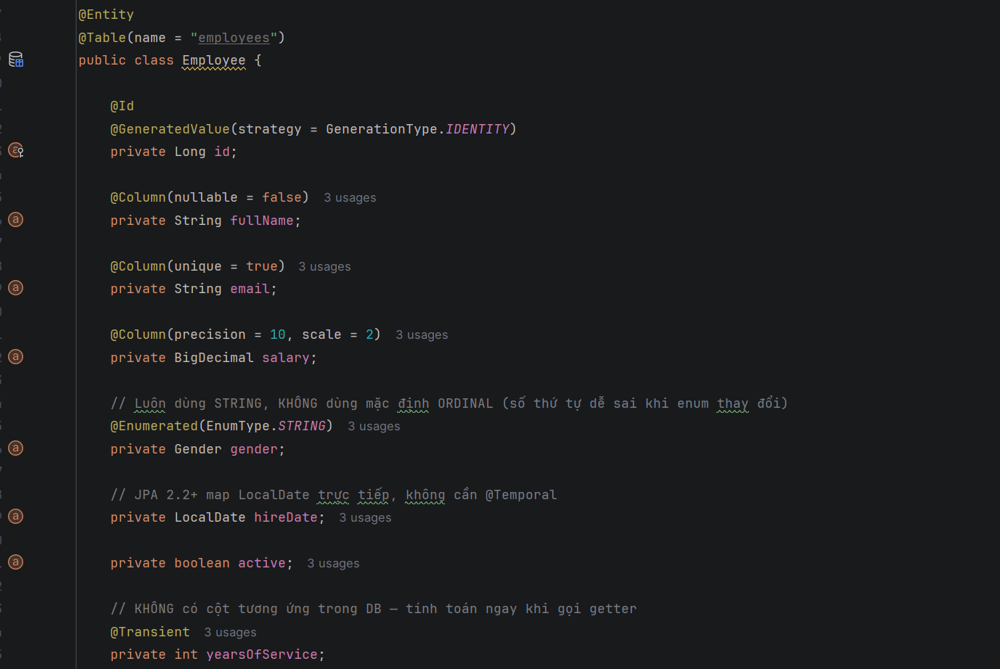 @Entity
@Table(name = "employees")
public class Employee {
@Id
@GeneratedValue(strategy = GenerationType.IDENTITY)
private Long id;
@Column(nullable = false) 3 usages
private String fullName;
@Column(unique = true) 3 usages
private String email;
@Column(precision = 10, scale = 2) 3 usages
private BigDecimal salary;
// Luôn dùng STRING, KHÔNG dùng mặc định ORDINAL (số thứ tự dễ sai khi enum thay đổi)
@Enumerated(EnumType.STRING) 3 usages
private Gender gender;
// JPA 2.2+ map LocalDate trực tiếp, không cần @Temporal
private LocalDate hireDate; 3 usages
private boolean active; 3 usages
// KHÔNG có cột tương ứng trong DB — tính toán ngay khi gọi getter
@Transient 3 usages
private int yearsOfService;